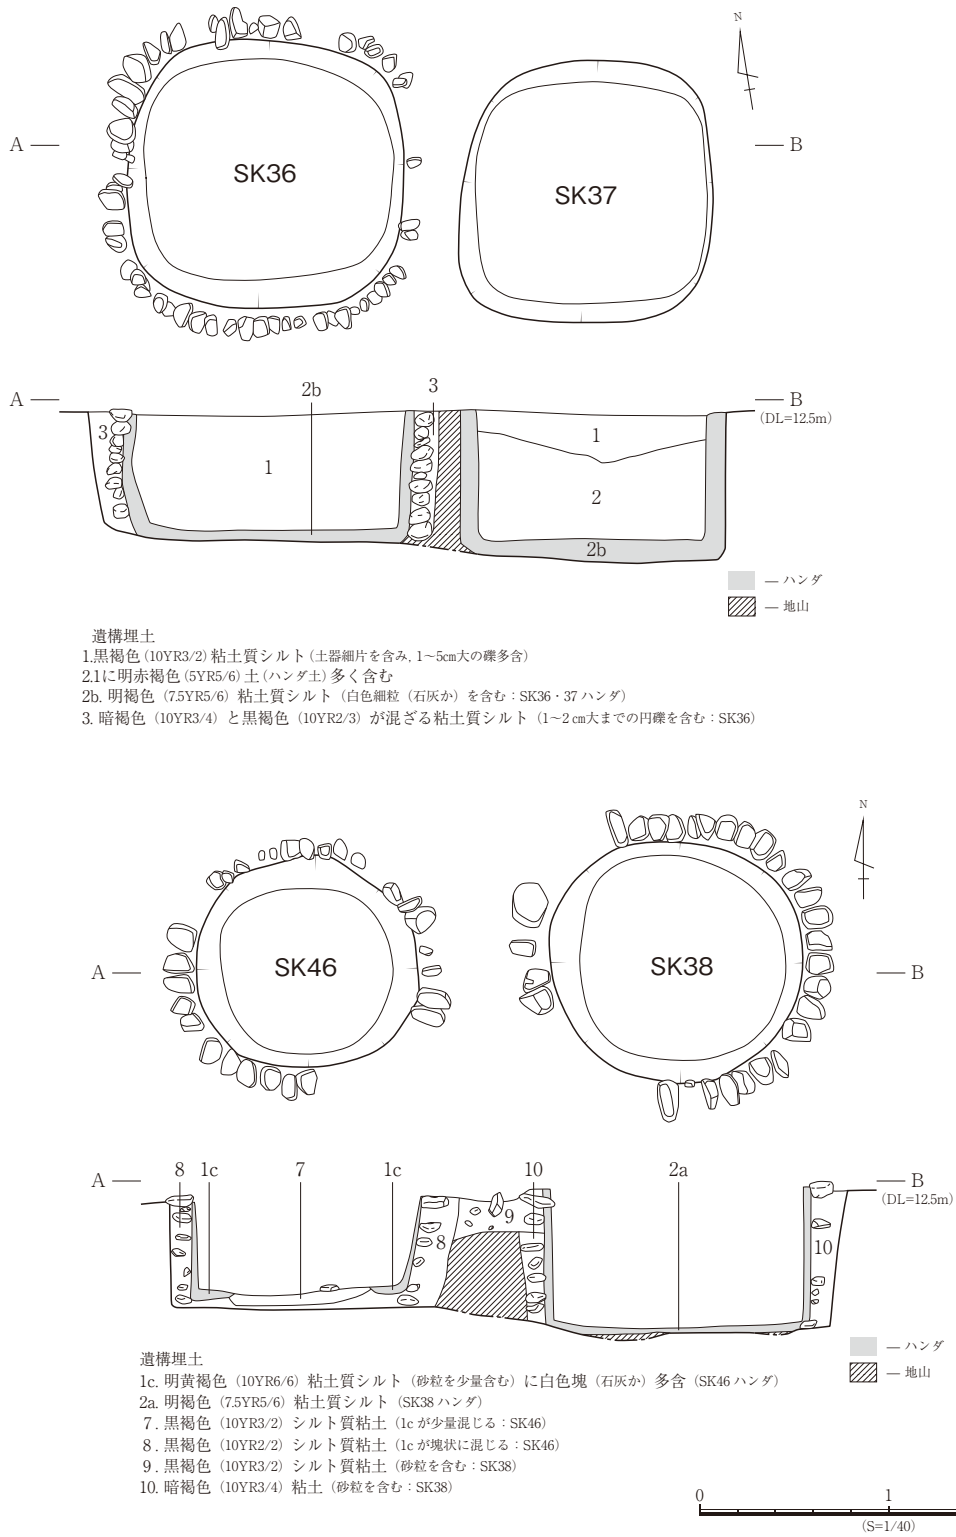 N
A
SK36
SK37
B
A
2b
3
B
(DL=12.5m)
3
1
1
2
2b
ハンダ
地山
遺構埋土
1.黒褐色(10YR3/2)粘土質シルト(土器細片を含み, 1~5㎝大の礫多含)
2.1に明赤褐色(5YR5/6)土(ハンダ土)多く含む
2b. 明褐色(7.5YR5/6)粘土質シルト(白色細粒(石灰か)を含む:SK36・37 ハンダ)
3. 暗褐色(10YR3/4)と黒褐色(10YR2/3)が混ざる粘土質シルト(1~2㎝大までの円礫を含む:SK36)
N
A
SK46
SK38
B
A
8
1c
7
1c
10
2a
B
(DL=12.5m)
9
8
10
ハンダ
地山
遺構埋土
1c. 明黄褐色(10YR6/6)粘土質シルト(砂粒を少量含む)に白色塊(石灰か)多含(SK46 ハンダ)
2a. 明褐色(7.5YR5/6)粘土質シルト(SK38 ハンダ)
7. 黒褐色(10YR3/2)シルト質粘土(1c が少量混じる:SK46)
8. 黒褐色(10YR2/2)シルト質粘土(1c が塊状に混じる:SK46)
9. 黒褐色(10YR3/2)シルト質粘土(砂粒を含む:SK38)
10. 暗褐色(10YR3/4)粘土(砂粒を含む:SK38)
0
1
(S=1/40)